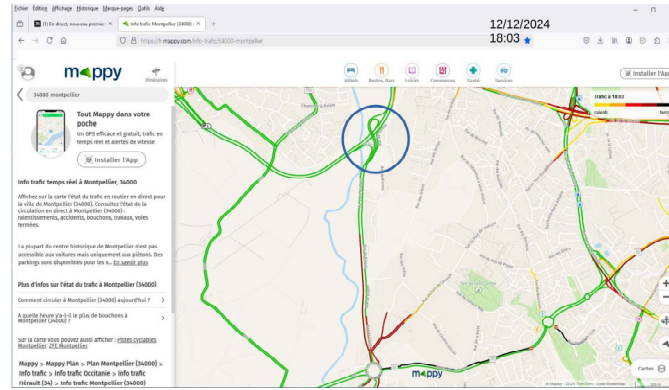 Fichier Édition Affichage Historique Marque-pages Outils Aide
12/12/2024
18:03
Info trafic Montpellier (34000)
https://fr.mappy.com/info-trafic/34000-montpellier
mappy
Itinéraires
Hôtels
Restos, Bars
Loisirs
Commerces
Santé
Services
Installer l'App
34000 montpellier
Tout Mappy dans votre
poche
Un GPS efficace et gratuit, trafic en
temps réel et alertes de vitesse
Installer l'App
Trafic à 18:03
ralenti
Info trafic temps réel à Montpellier, 34000
Affichez sur la carte l'état du trafic en routier en direct pour
la ville de Montpellier (34000). Consultez l'état de la
circulation en direct à Montpellier (34000) :
ralentissements, accidents, bouchons, travaux, voies
fermées.
La plupart du centre historique de Montpellier n'est pas
accessible aux voitures mais uniquement aux piétons. Des
parkings sont disponibles pour les v... En savoir plus
Plus d'infos sur l'état du trafic à Montpellier (34000)
Comment circuler à Montpellier (34000) aujourd'hui ?
A quelle heure y'a-t-il le plus de bouchons à
Montpellier (34000) ?
Sur la carte vous pouvez aussi afficher : Pistes cyclables
Montpellier ZFE Montpellier
Mappy > Mappy Plan > Plan Montpellier (34000) >
Info trafic > Info trafic Occitanie > Info trafic
Hérault (34) > Info trafic Montpellier (34000)
mappy
Cartes